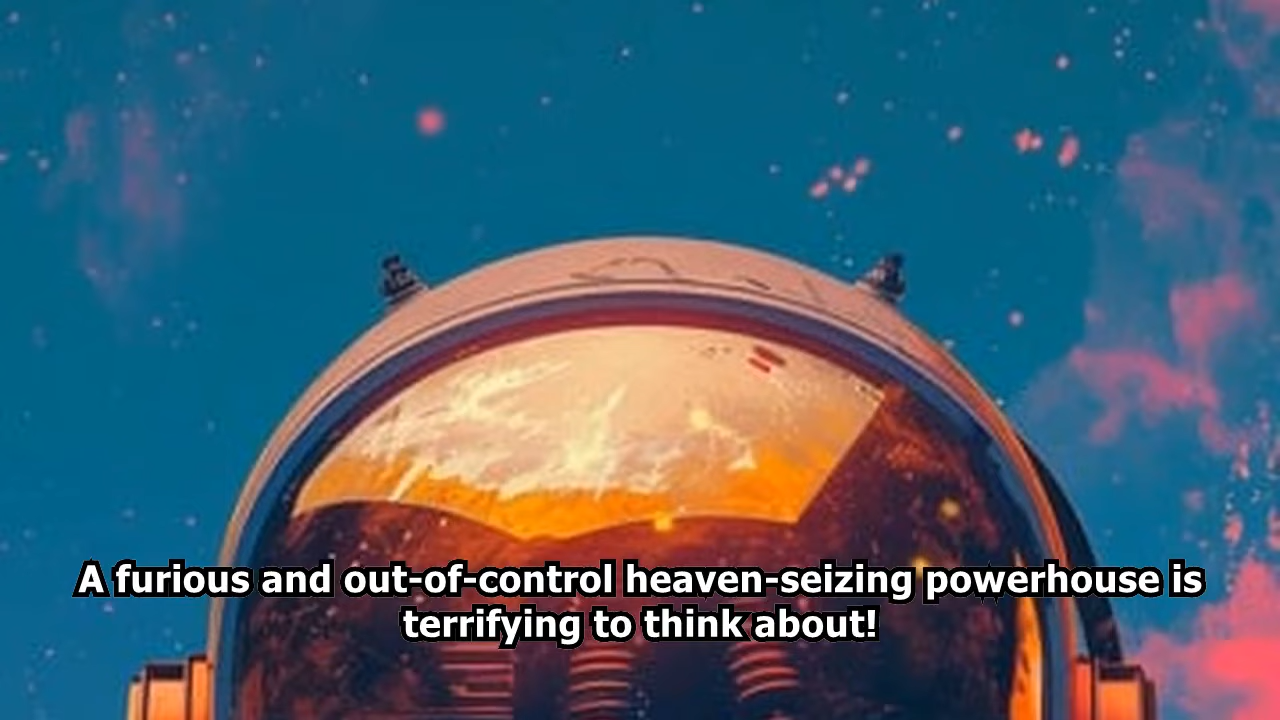 A furious and out-of-control heaven-seizing powerhouse is
terrifying to think about!